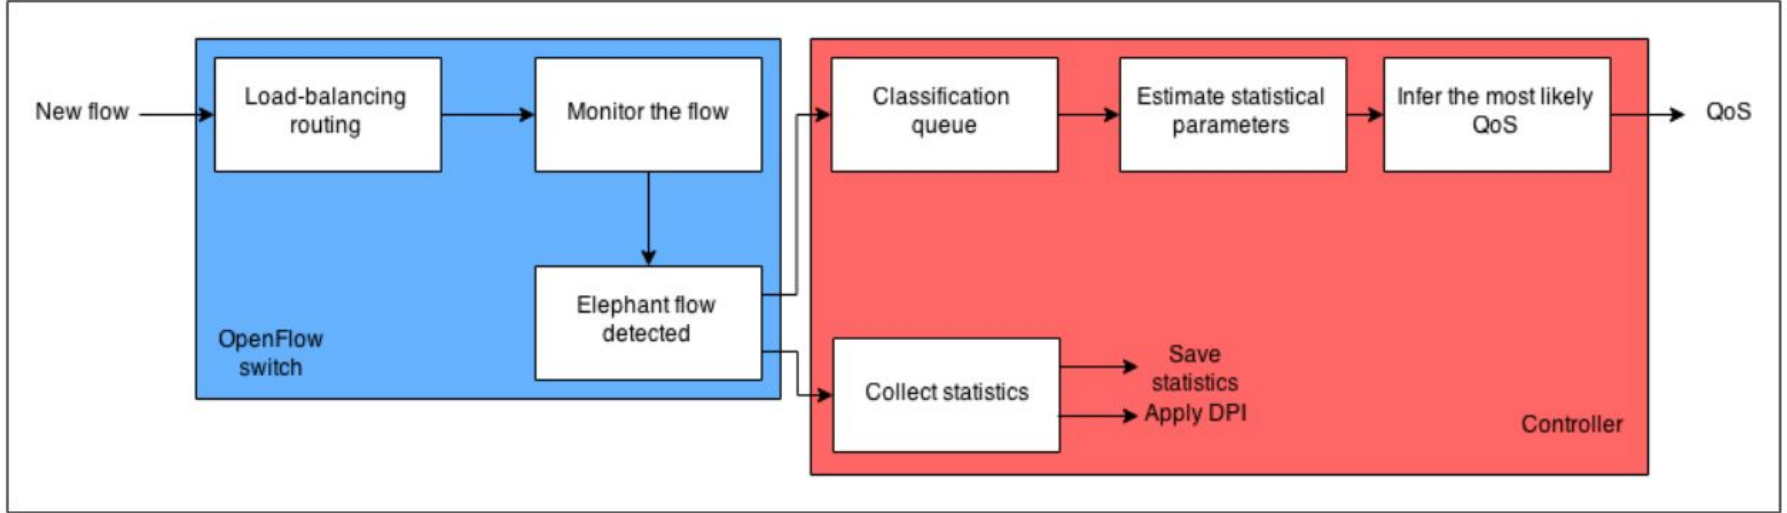 New flow
Load-balancing
routing
Monitor the flow
Elephant flow
detected
OpenFlow
switch
Classification
queue
Estimate statistical
parameters
Infer the most likely
QoS
QoS
Collect statistics
Save
statistics
Apply DPI
Controller